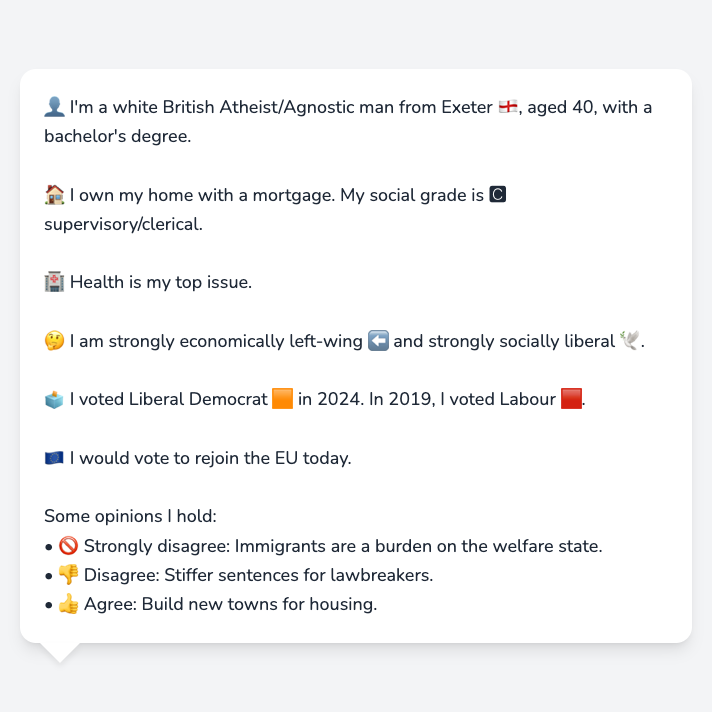 👤 I'm a white British Atheist/Agnostic man from Exeter 🏴󠁧󠁢󠁥󠁮󠁧󠁿, aged 40, with a
bachelor's degree.
🏠 I own my home with a mortgage. My social grade is C
supervisory/clerical.
🏥 Health is my top issue.
🤔 I am strongly economically left-wing ⬅️ and strongly socially liberal 🕊️.
🗳️ I voted Liberal Democrat 🟧 in 2024. In 2019, I voted Labour 🟥.
🇪🇺 I would vote to rejoin the EU today.
Some opinions I hold:
• 🚫 Strongly disagree: Immigrants are a burden on the welfare state.
• 👎 Disagree: Stiffer sentences for lawbreakers.
• 👍 Agree: Build new towns for housing.